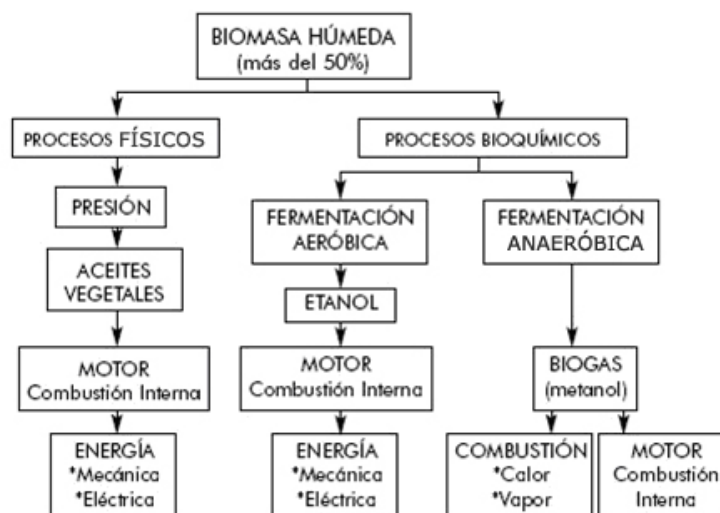 BIOMASA HÚMEDA
(más del 50%)
PROCESOS FÍSICOS
PROCESOS BIOQUÍMICOS
PRESIÓN
FERMENTACIÓN
AERÓBICA
FERMENTACIÓN
ANAERÓBICA
ACEITES
VEGETALES
ETANOL
MOTOR
Combustión Interna
MOTOR
Combustión Interna
BIOGAS
(metanol)
ENERGÍA
*Mecánica
*Eléctrica
ENERGÍA
*Mecánica
*Eléctrica
COMBUSTIÓN
*Calor
*Vapor
MOTOR
Combustión
Interna